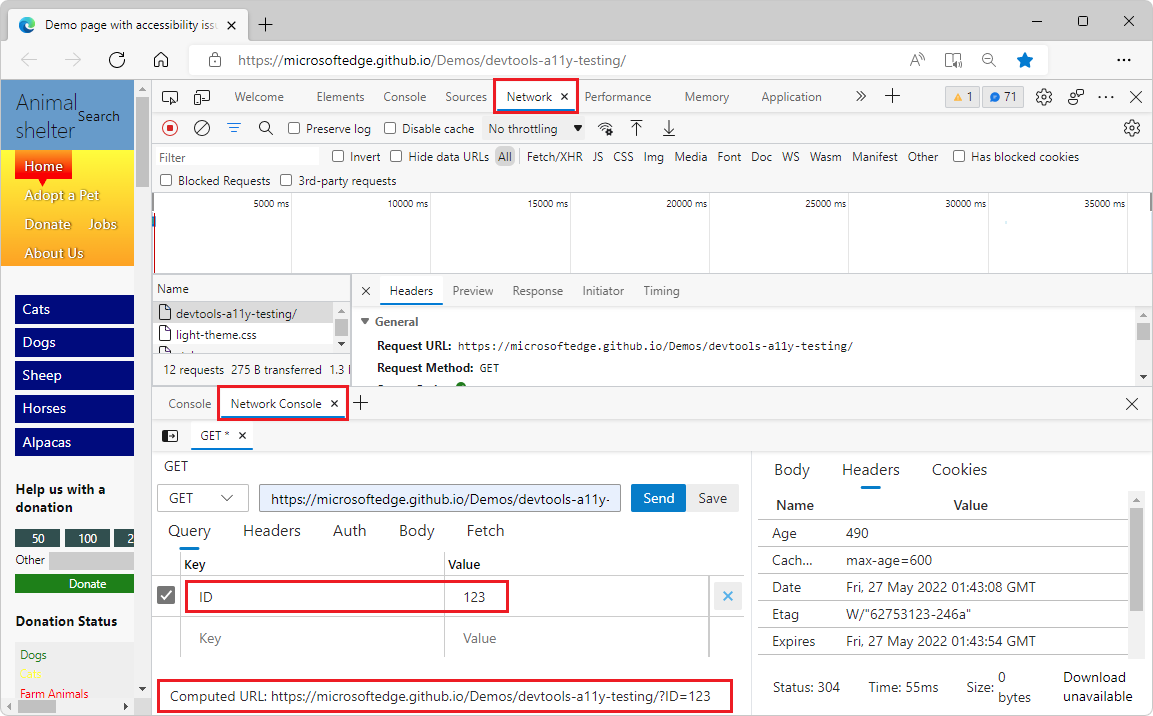 Demo page with accessibility iss
https://microsoftedge.github.io/Demos/devtools-a11y-testing/
Animal shelter
Search
Home
Adopt a Pet
Donate Jobs
About Us
Cats
Dogs
Sheep
Horses
Alpacas
Help us with a
donation
50 100 2
Other
Donate
Donation Status
Dogs
Cats
Farm Animals
Welcome Elements Console Sources Network Performance Memory Application 1 71
Preserve log Disable cache No throttling
Filter Invert Hide data URLs All Fetch/XHR JS CSS Img Media Font Doc WS Wasm Manifest Other Has blocked cookies
Blocked Requests 3rd-party requests
5000 ms 10000 ms 15000 ms 20000 ms 25000 ms 30000 ms 35000 ms
Name
devtools-a11y-testing/
light-theme.css
12 requests 275 B transferred 1.3
Headers Preview Response Initiator Timing
General
Request URL: https://microsoftedge.github.io/Demos/devtools-a11y-testing/
Request Method: GET
Console Network Console
GET *
GET
GET https://microsoftedge.github.io/Demos/devtools-a11y- Send Save
Query Headers Auth Body Fetch
Key Value
ID 123
Key Value
Computed URL: https://microsoftedge.github.io/Demos/devtools-a11y-testing/?ID=123
Body Headers Cookies
Name Value
Age 490
Cach... max-age=600
Date Fri, 27 May 2022 01:43:08 GMT
Etag W/"62753123-246a"
Expires Fri, 27 May 2022 01:43:54 GMT
Status: 304 Time: 55ms Size: 0 bytes Download unavailable